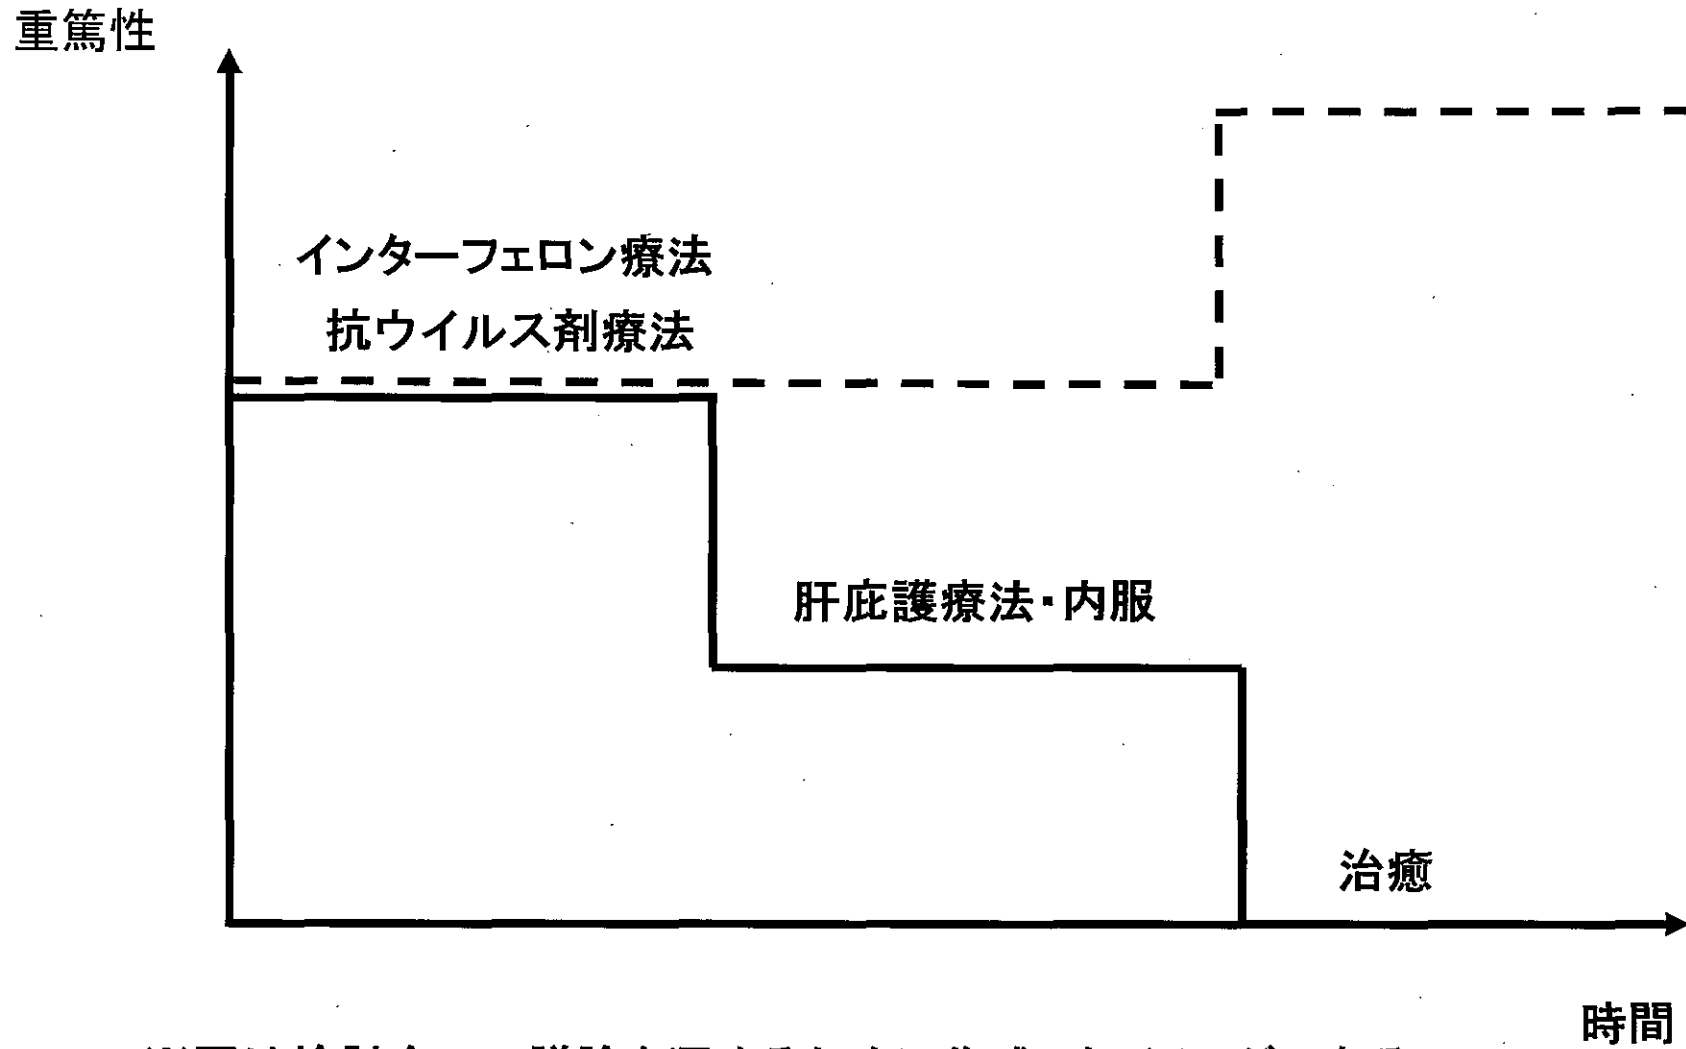 重篤性
インターフェロン療法
抗ウイルス剤療法
肝庇護療法・内服
治癒
時間